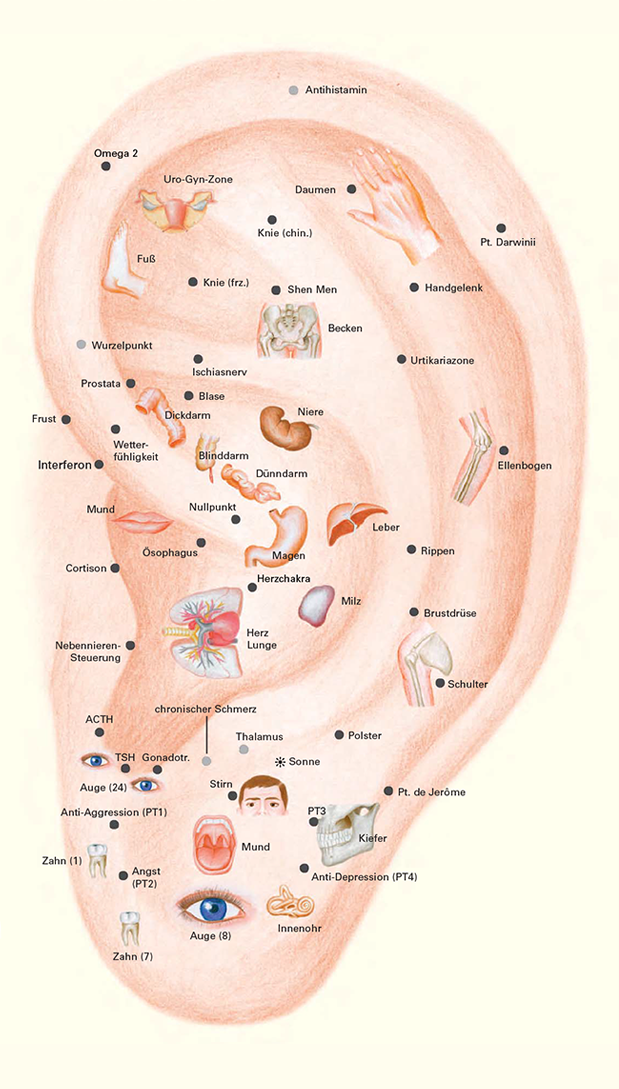 Antihistamin
Omega 2
Uro-Gyn-Zone
Daumen
Knie (chin.)
Pt. Darwinii
Fuß
Knie (frz.)
Shen Men
Handgelenk
Becken
Wurzelpunkt
Ischiasnerv
Urtikariazone
Prostata
Blase
Dickdarm
Niere
Frust
Wetter-
fühligkeit
Blinddarm
Interferon
Dünndarm
Ellenbogen
Mund
Nullpunkt
Leber
Ösophagus
Magen
Rippen
Cortison
Herzchakra
Milz
Brustdrüse
Herz
Lunge
Nebennieren-
Steuerung
Schulter
chronischer Schmerz
ACTH
Thalamus
Polster
TSH
Gonadotr.
Sonne
Auge (24)
Stirn
Pt. de Jerôme
Anti-Aggression (PT1)
PT3
Kiefer
Mund
Zahn (1)
Angst
(PT2)
Anti-Depression (PT4)
Auge (8)
Innenohr
Zahn (7)